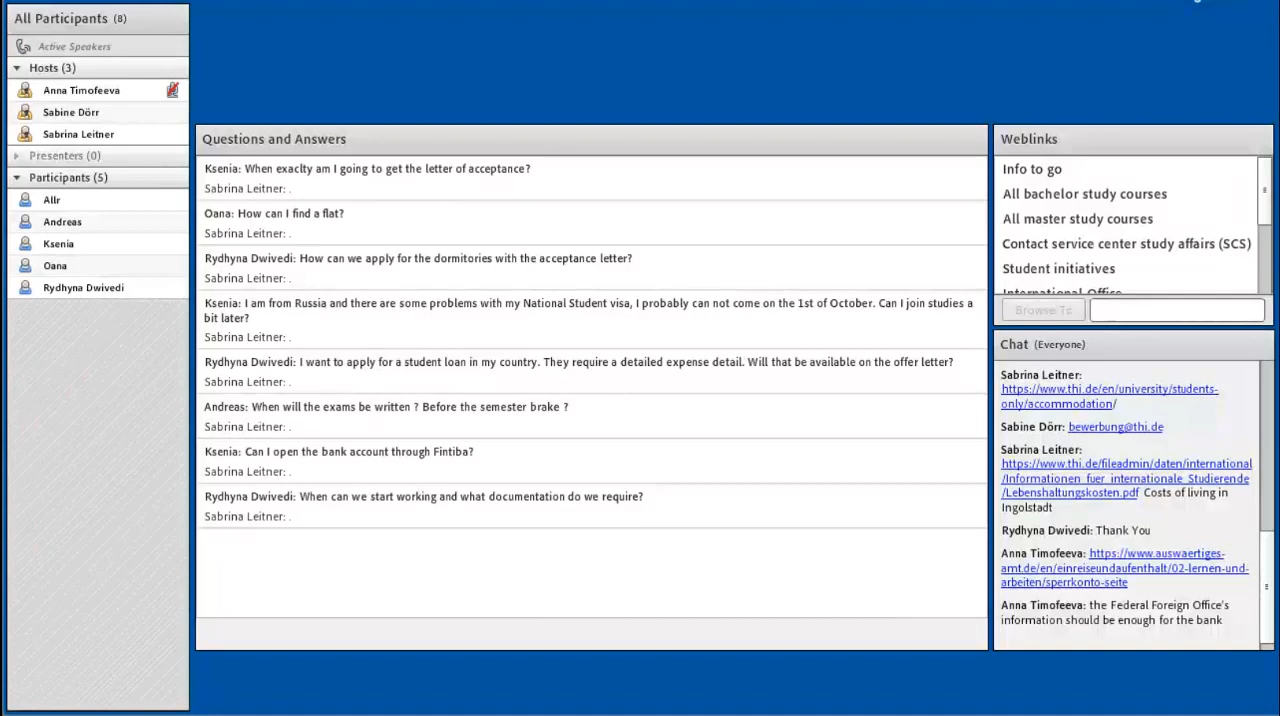 All Participants (8)
Active Speakers
Hosts (3)
Anna Timofeeva
Sabine Dörr
Sabrina Leitner
Presenters (0)
Participants (5)
Allr
Andreas
Ksenia
Oana
Rydhyna Dwivedi
Questions and Answers
Ksenia: When exaclty am I going to get the letter of acceptance?
Sabrina Leitner: .
Oana: How can I find a flat?
Sabrina Leitner: .
Rydhyna Dwivedi: How can we apply for the dormitories with the acceptance letter?
Sabrina Leitner: .
Ksenia: I am from Russia and there are some problems with my National Student visa, I probably can not come on the 1st of October. Can I join studies a
bit later?
Sabrina Leitner: .
Rydhyna Dwivedi: I want to apply for a student loan in my country. They require a detailed expense detail. Will that be available on the offer letter?
Sabrina Leitner: .
Andreas: When will the exams be written ? Before the semester brake ?
Sabrina Leitner: .
Ksenia: Can I open the bank account through Fintiba?
Sabrina Leitner: .
Rydhyna Dwivedi: When can we start working and what documentation do we require?
Sabrina Leitner: .
Weblinks
Info to go
All bachelor study courses
All master study courses
Contact service center study affairs (SCS)
Student initiatives
International Office
Browse To
Chat (Everyone)
Sabrina Leitner:
https://www.thi.de/en/university/students-
only/accommodation/
Sabine Dörr: bewerbung@thi.de
Sabrina Leitner:
https://www.thi.de/fileadmin/daten/international
/Informationen_fuer_internationale_Studierende
/Lebenshaltungskosten.pdf Costs of living in
Ingolstadt
Rydhyna Dwivedi: Thank You
Anna Timofeeva: https://www.auswaertiges-
amt.de/en/einreiseundaufenthalt/02-lernen-und-
arbeiten/sperrkonto-seite
Anna Timofeeva: the Federal Foreign Office's
information should be enough for the bank